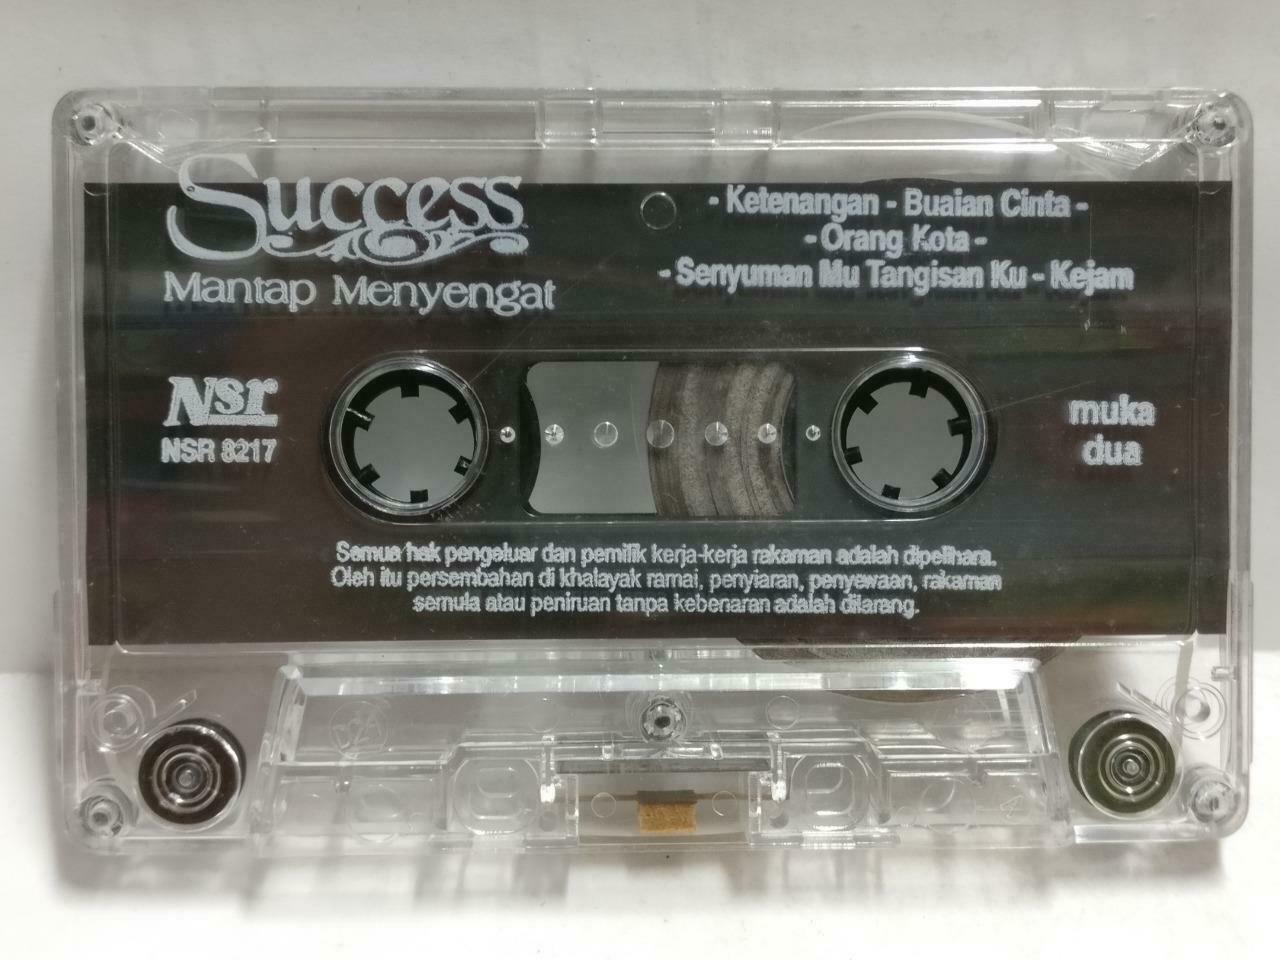 Success
Mantap Menyengat
- Ketenangan - Buaian Cinta -
- Orang Kota -
- Senyuman Mu Tangisan Ku - Kejam
Nsr
NSR 8217
muka
dua
Semua hak pengeluar dan pemilik kerja-kerja rakaman adalah dipelihara.
Oleh itu persembahan di khalayak ramai, penyiaran, penyewaan, rakaman
semula atau peniruan tanpa kebenaran adalah dilarang.